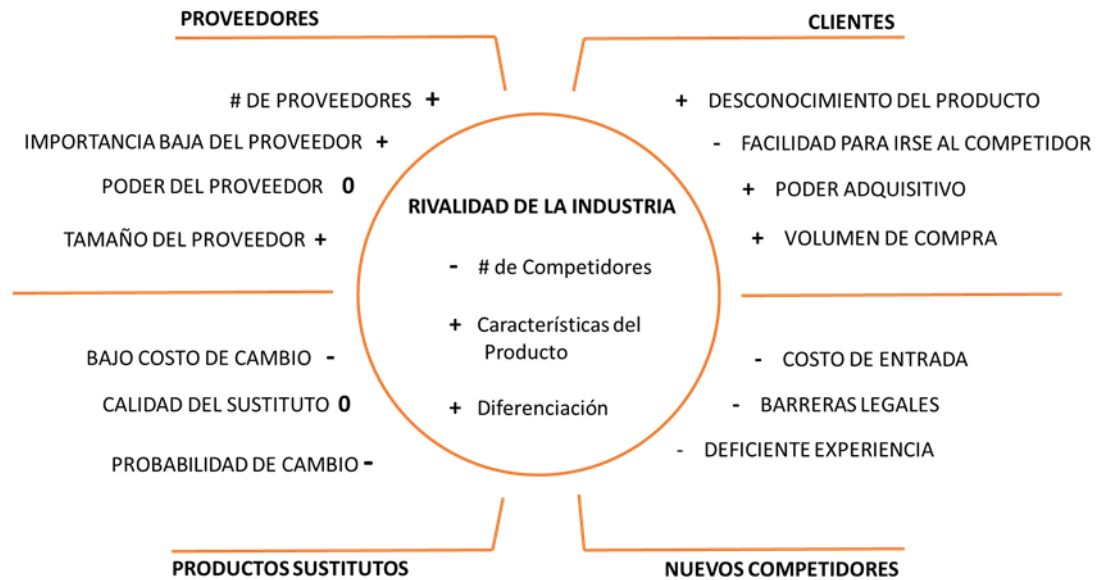 PROVEEDORES
# DE PROVEEDORES +
IMPORTANCIA BAJA DEL PROVEEDOR +
PODER DEL PROVEEDOR 0
TAMAÑO DEL PROVEEDOR +
CLIENTES
+ DESCONOCIMIENTO DEL PRODUCTO
- FACILIDAD PARA IRSE AL COMPETIDOR
+ PODER ADQUISITIVO
+ VOLUMEN DE COMPRA
RIVALIDAD DE LA INDUSTRIA
- # de Competidores
+ Características del
Producto
+ Diferenciación
BAJO COSTO DE CAMBIO -
CALIDAD DEL SUSTITUTO 0
PROBABILIDAD DE CAMBIO -
PRODUCTOS SUSTITUTOS
- COSTO DE ENTRADA
- BARRERAS LEGALES
- DEFICIENTE EXPERIENCIA
NUEVOS COMPETIDORES